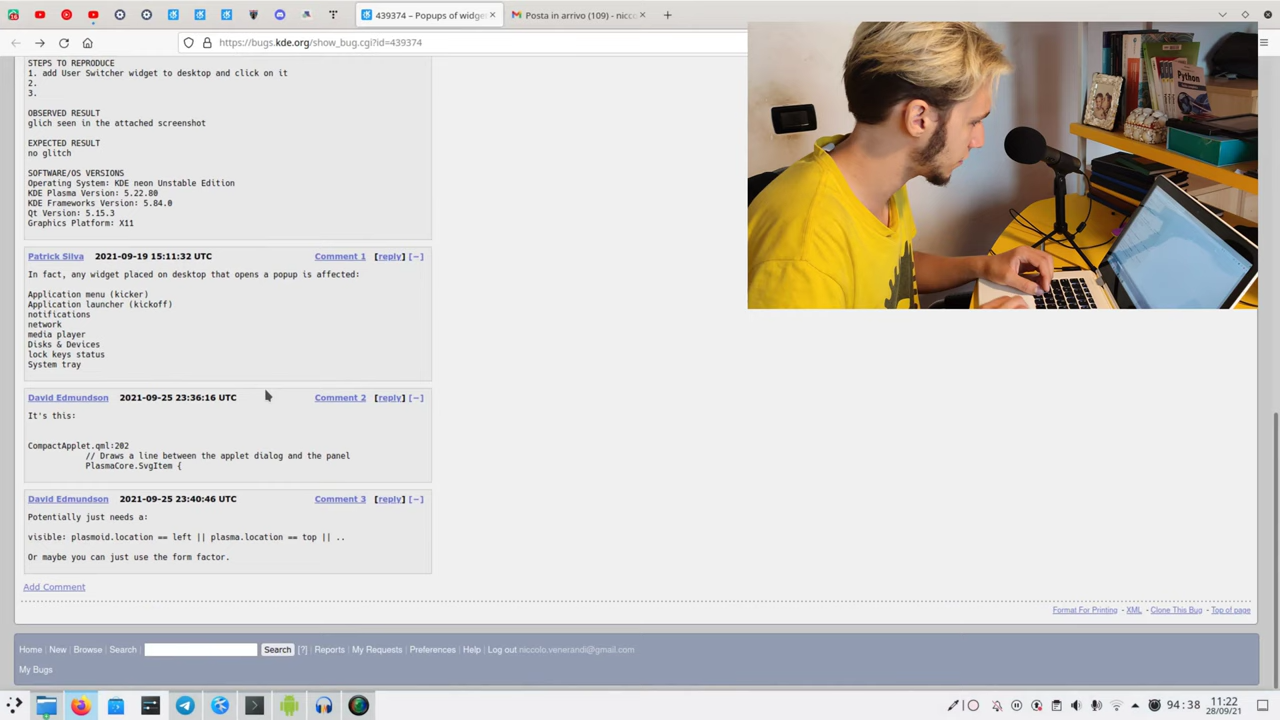 439374 – Popups of widge
Posta in arrivo (109) - nicc
https://bugs.kde.org/show_bug.cgi?id=439374
STEPS TO REPRODUCE
1. add User Switcher widget to desktop and click on it
2.
3.
OBSERVED RESULT
glich seen in the attached screenshot
EXPECTED RESULT
no glitch
SOFTWARE/OS VERSIONS
Operating System: KDE neon Unstable Edition
KDE Plasma Version: 5.22.80
KDE Frameworks Version: 5.84.0
Qt Version: 5.15.3
Graphics Platform: X11
Patrick Silva 2021-09-19 15:11:32 UTC Comment 1 [reply] [−]
In fact, any widget placed on desktop that opens a popup is affected:
Application menu (kicker)
Application launcher (kickoff)
notifications
network
media player
Disks & Devices
lock keys status
System tray
David Edmundson 2021-09-25 23:36:16 UTC Comment 2 [reply] [−]
It's this:
CompactApplet.qml:202
// Draws a line between the applet dialog and the panel
PlasmaCore.SvgItem {
David Edmundson 2021-09-25 23:40:46 UTC Comment 3 [reply] [−]
Potentially just needs a:
visible: plasmoid.location == left || plasma.location == top || ..
Or maybe you can just use the form factor.
Add Comment
Format For Printing - XML - Clone This Bug - Top of page
Home | New | Browse | Search | Search [?] | Reports | My Requests | Preferences | Help | Log out niccolo.venerandi@gmail.com
My Bugs
Python
94:38
11:22
28/09/21